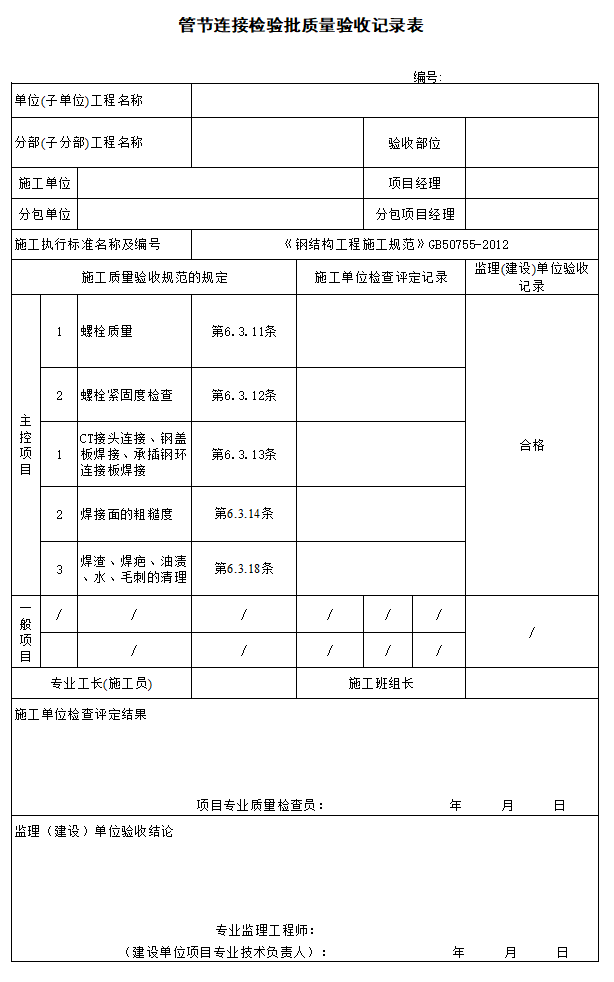 管节连接检验批质量验收记录表
编号:
单位(子单位)工程名称
分部(子分部)工程名称 验收部位
施工单位 项目经理
分包单位 分包项目经理
施工执行标准名称及编号 《钢结构工程施工规范》GB50755-2012
施工质量验收规范的规定 施工单位检查评定记录 监理(建设)单位验收
记录
主控项目
1 螺栓质量 第6.3.11条
2 螺栓紧固度检查 第6.3.12条
合格
1 CT接头连接、钢盖
板焊接、承插钢环
连接板焊接 第6.3.13条
2 焊接面的粗糙度 第6.3.14条
3 焊渣、焊疤、油渍
、水、毛刺的清理 第6.3.18条
一般项目
/ / / / / /
/
/ / / / /
专业工长(施工员) 施工班组长
施工单位检查评定结果
项目专业质量检查员: 年 月 日
监理（建设）单位验收结论
专业监理工程师:
（建设单位项目专业技术负责人）: 年 月 日